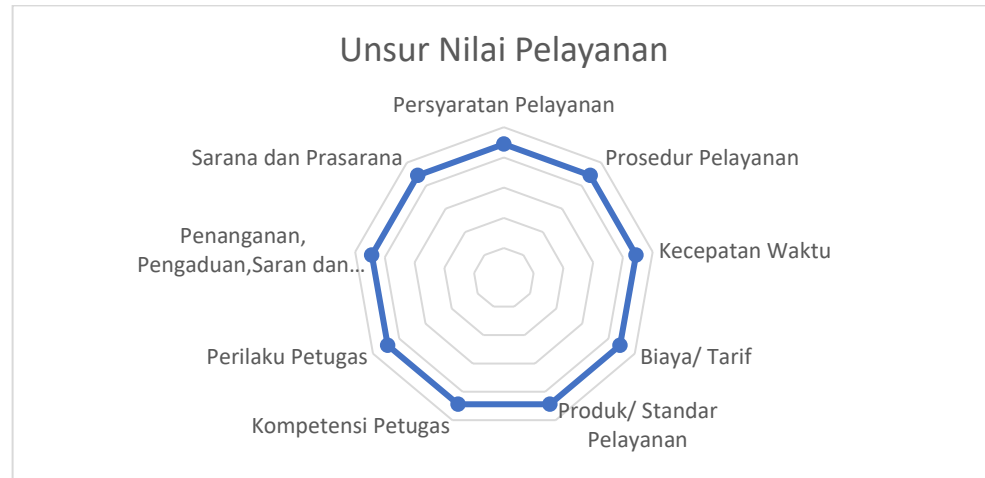 Unsur Nilai Pelayanan
Persyaratan Pelayanan
Prosedur Pelayanan
Kecepatan Waktu
Biaya/ Tarif
Produk/ Standar
Pelayanan
Kompetensi Petugas
Perilaku Petugas
Penanganan,
Pengaduan,Saran dan...
Sarana dan Prasarana